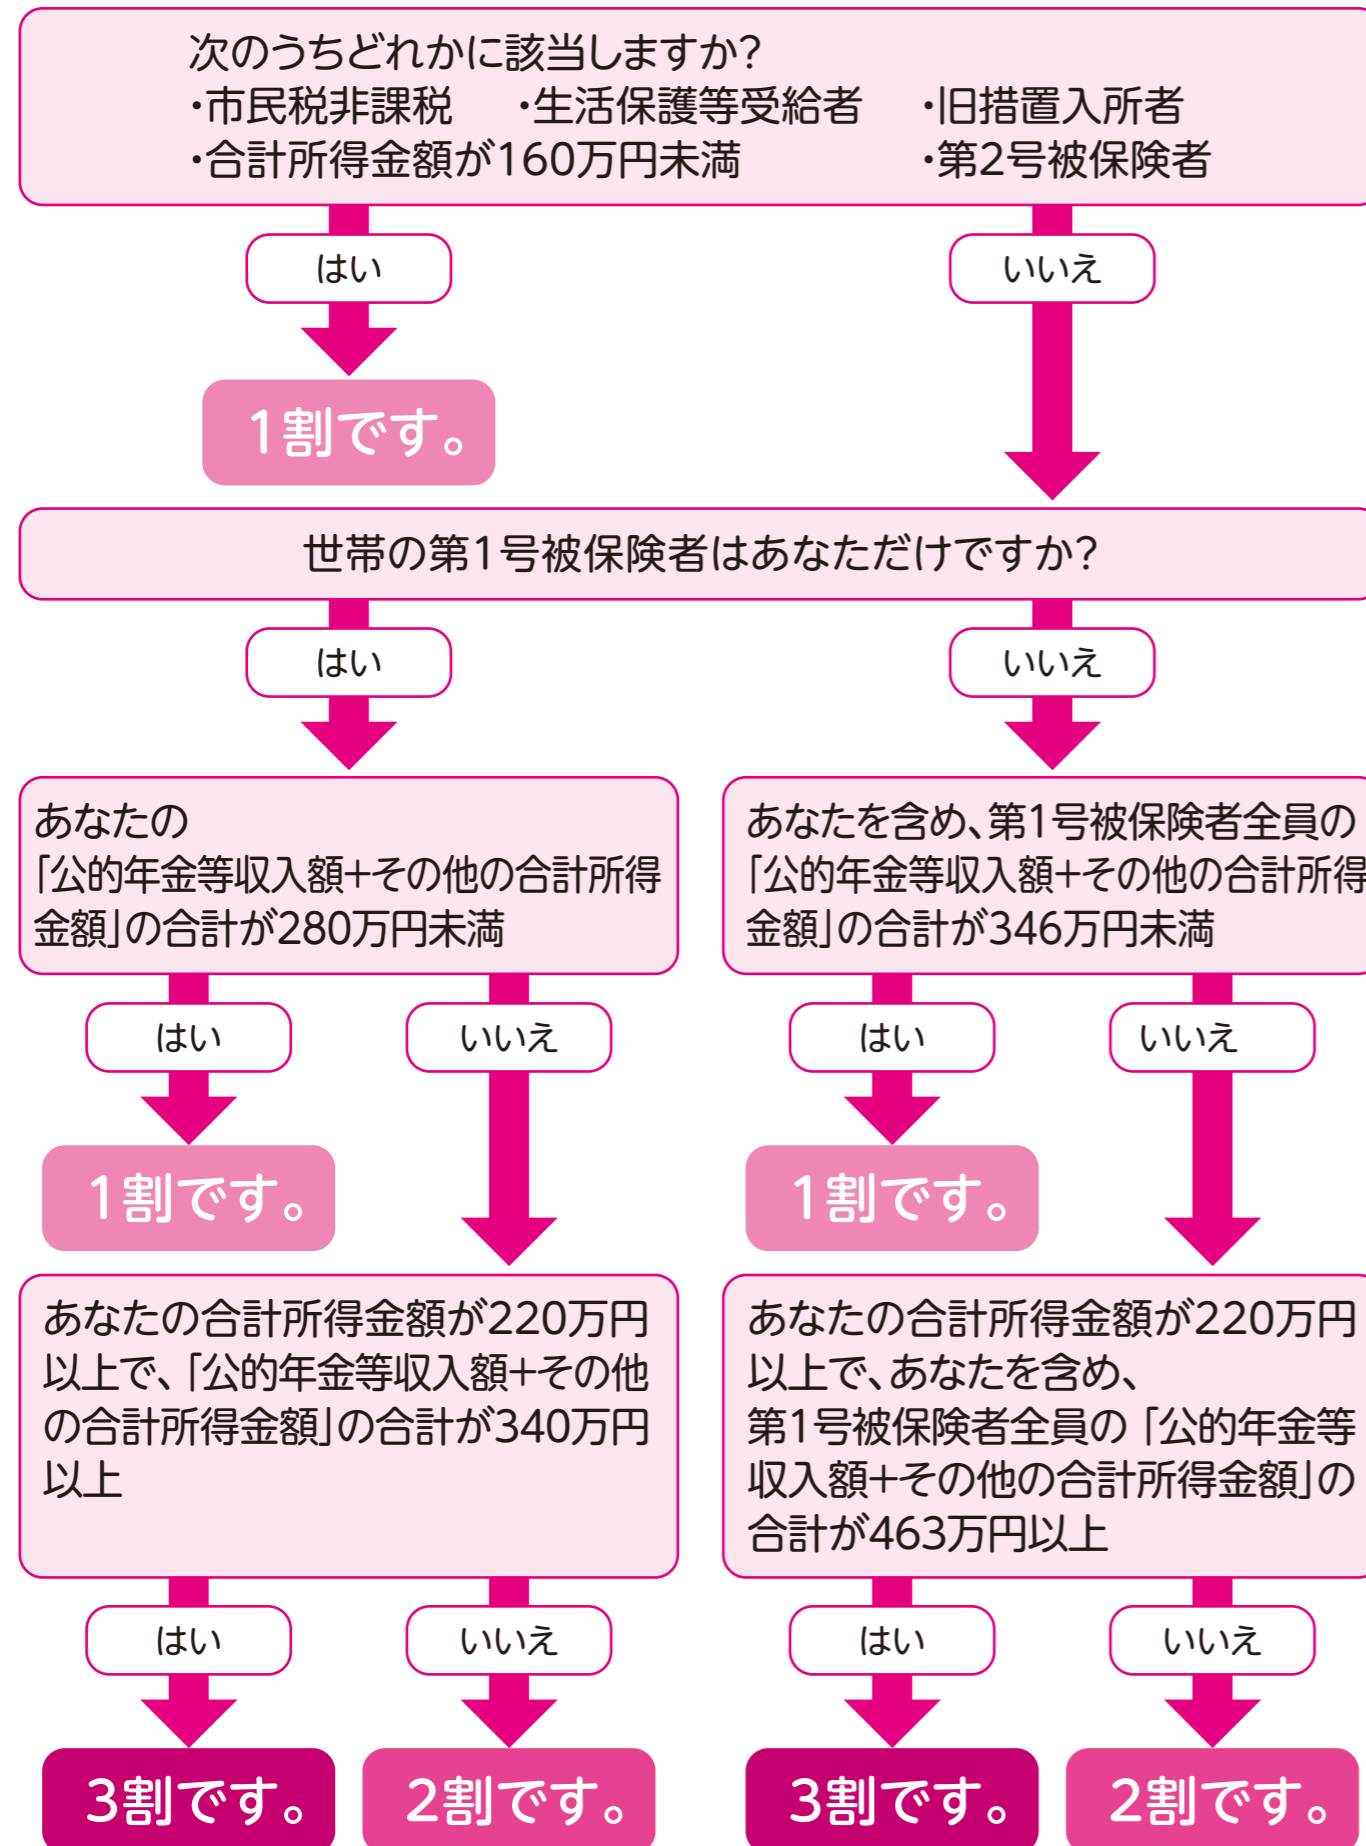 次のうちどれかに該当しますか?
・市民税非課税 ・生活保護等受給者 ・旧措置入所者
・合計所得金額が160万円未満 ・第2号被保険者
はい
いいえ
1割です。
世帯の第1号被保険者はあなただけですか?
はい
いいえ
あなたの
「公的年金等収入額+その他の合計所得
金額」の合計が280万円未満
あなたを含め、第1号被保険者全員の
「公的年金等収入額+その他の合計所得
金額」の合計が346万円未満
はい
いいえ
はい
いいえ
1割です。
1割です。
あなたの合計所得金額が220万円
以上で、「公的年金等収入額+その他
の合計所得金額」の合計が340万円
以上
あなたの合計所得金額が220万円
以上で、あなたを含め、
第1号被保険者全員の「公的年金等
収入額+その他の合計所得金額」の
合計が463万円以上
はい
いいえ
はい
いいえ
3割です。
2割です。
3割です。
2割です。